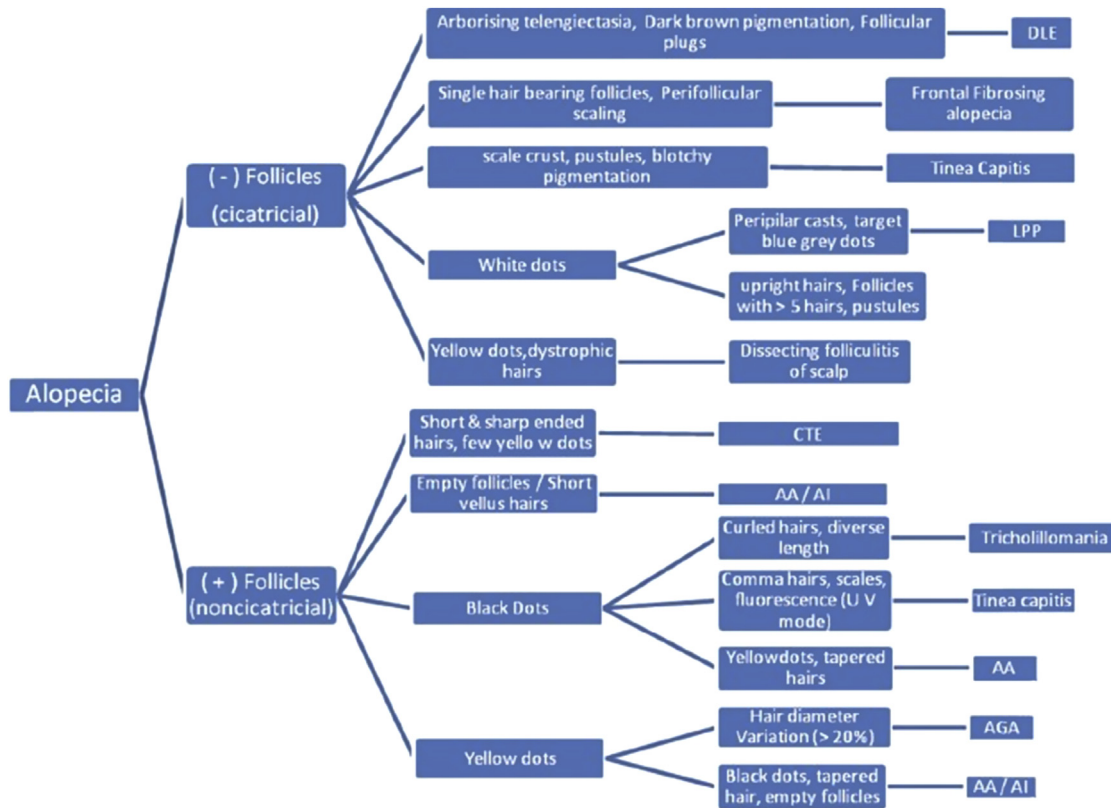 Alopecia
( - ) Follicles
(cicatricial)
Arborising telengiectasia, Dark brown pigmentation, Follicular
plugs
DLE
Single hair bearing follicles, Perifollicular
scaling
Frontal Fibrosing
alopecia
scale crust, pustules, blotchy
pigmentation
Tinea Capitis
White dots
Peripilar casts, target
blue grey dots
LPP
upright hairs, Follicles
with > 5 hairs, pustules
Yellow dots,dystrophic
hairs
Dissecting folliculitis
of scalp
( + ) Follicles
(noncicatricial)
Short & sharp ended
hairs, few yello w dots
CTE
Empty follicles / Short
vellus hairs
AA / AI
Black Dots
Curled hairs, diverse
length
Tricholillomania
Comma hairs, scales,
fluorescence (U V
mode)
Tinea capitis
Yellowdots, tapered
hairs
AA
Yellow dots
Hair diameter
Variation (> 20%)
AGA
Black dots, tapered
hair, empty follicles
AA / AI